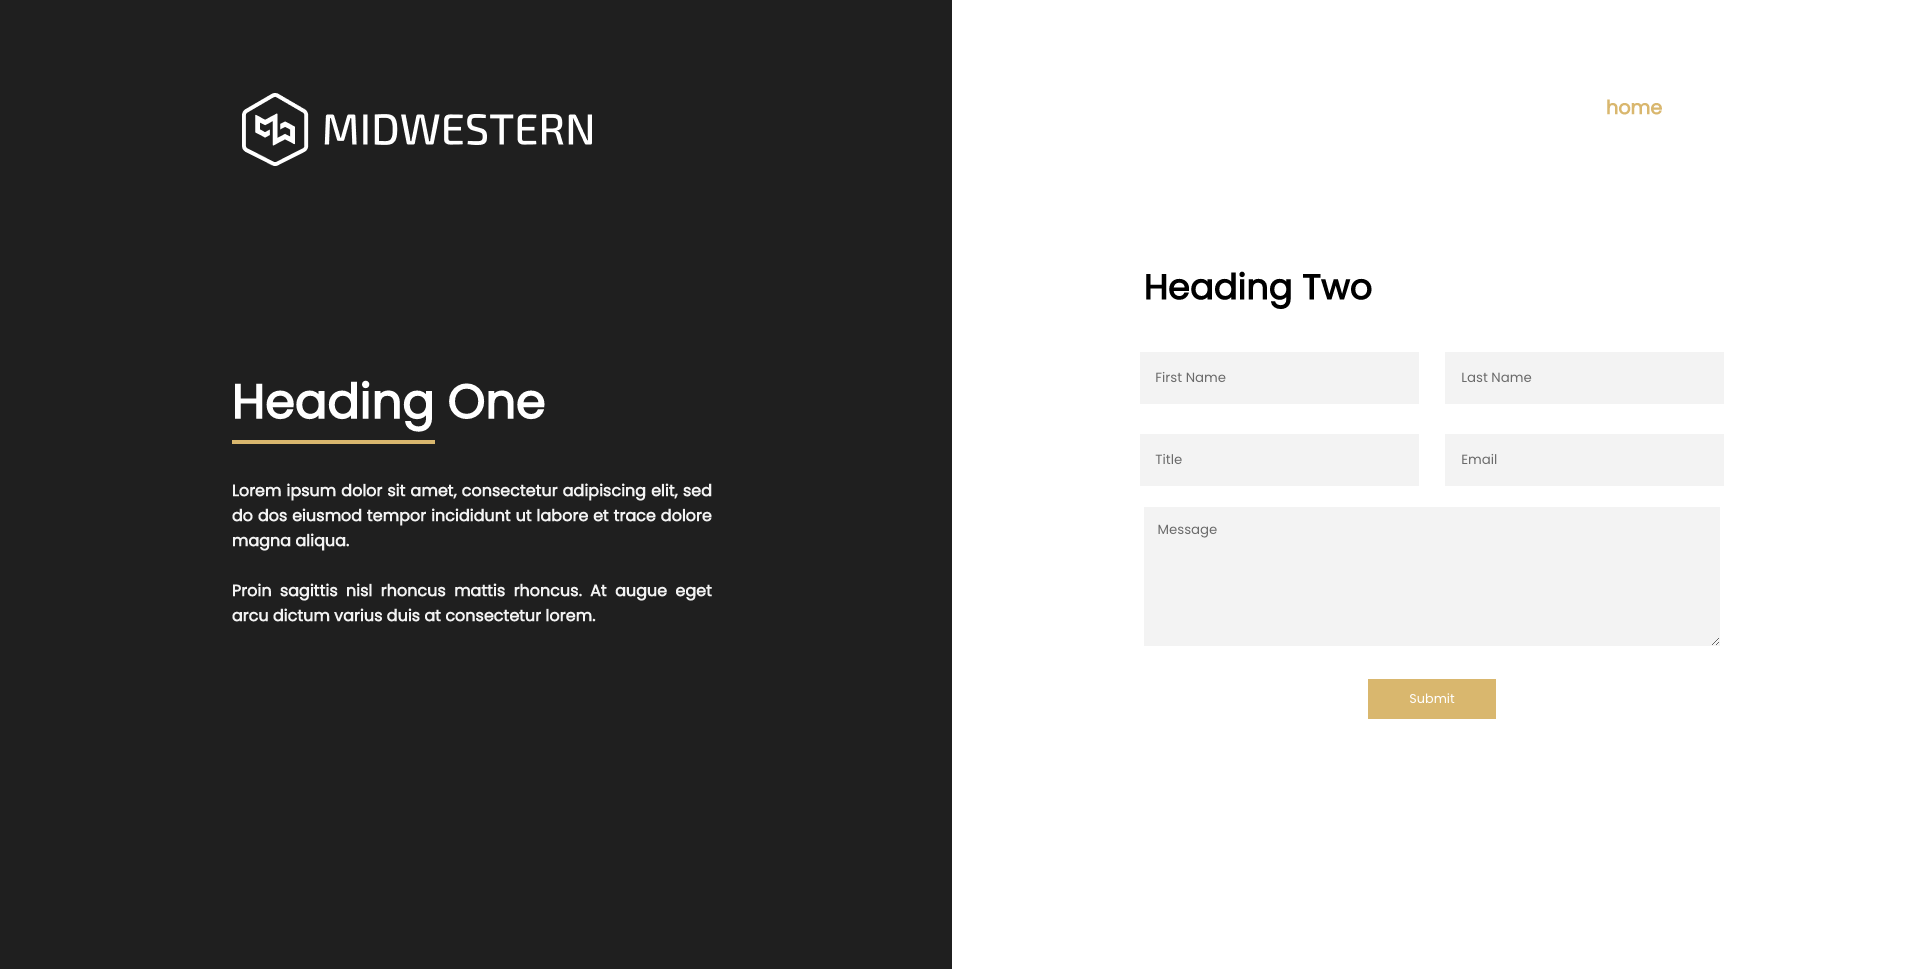 MIDWESTERN
home
Heading One
Lorem ipsum dolor sit amet, consectetur adipiscing elit, sed
do dos eiusmod tempor incididunt ut labore et trace dolore
magna aliqua.
Proin sagittis nisl rhoncus mattis rhoncus. At augue eget
arcu dictum varius duis at consectetur lorem.
Heading Two
First Name
Last Name
Title
Email
Message
Submit